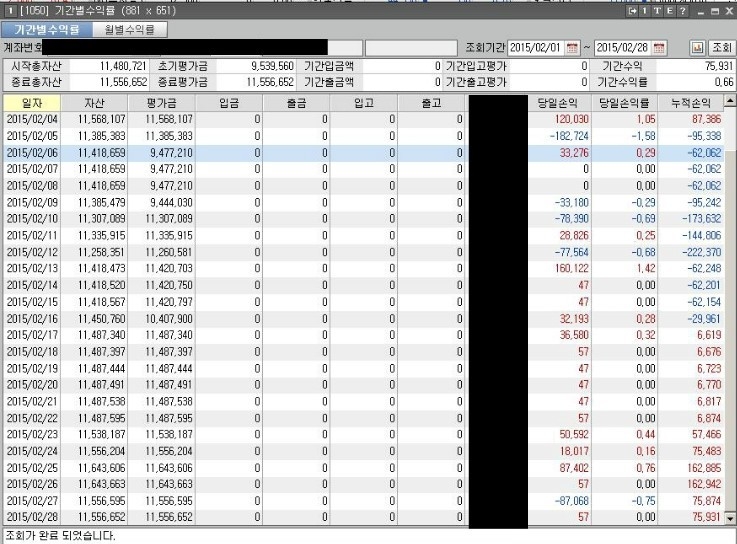 [1050] 기간별수익률 (881 x 651) 1 T E ?
기간별수익률 월별수익률
계좌번호 조회기간 2015/02/01 ~ 2015/02/28 조회
시작총자산 11,480,721 초기평가금 9,539,560 기간입금액 0 기간입고평가 0 기간수익 75,931
종료총자산 11,556,652 종료평가금 11,556,652 기간출금액 0 기간출고평가 0 기간수익률 0,66
일자 자산 평가금 입금 출금 입고 출고 당일손익 당일손익률 누적손익
2015/02/04 11,568,107 11,568,107 0 0 0 0 120,030 1,05 87,386
2015/02/05 11,385,383 11,385,383 0 0 0 0 -182,724 -1,58 -95,338
2015/02/06 11,418,659 9,477,210 0 0 0 0 33,276 0,29 -62,062
2015/02/07 11,418,659 9,477,210 0 0 0 0 0 0,00 -62,062
2015/02/08 11,418,659 9,477,210 0 0 0 0 0 0,00 -62,062
2015/02/09 11,385,479 9,444,030 0 0 0 0 -33,180 -0,29 -95,242
2015/02/10 11,307,089 11,307,089 0 0 0 0 -78,390 -0,69 -173,632
2015/02/11 11,335,915 11,335,915 0 0 0 0 28,826 0,25 -144,806
2015/02/12 11,258,351 11,260,581 0 0 0 0 -77,564 -0,68 -222,370
2015/02/13 11,418,473 11,420,703 0 0 0 0 160,122 1,42 -62,248
2015/02/14 11,418,520 11,420,750 0 0 0 0 47 0,00 -62,201
2015/02/15 11,418,567 11,420,797 0 0 0 0 47 0,00 -62,154
2015/02/16 11,450,760 10,407,900 0 0 0 0 32,193 0,28 -29,961
2015/02/17 11,487,340 11,487,340 0 0 0 0 36,580 0,32 6,619
2015/02/18 11,487,397 11,487,397 0 0 0 0 57 0,00 6,676
2015/02/19 11,487,444 11,487,444 0 0 0 0 47 0,00 6,723
2015/02/20 11,487,491 11,487,491 0 0 0 0 47 0,00 6,770
2015/02/21 11,487,538 11,487,538 0 0 0 0 47 0,00 6,817
2015/02/22 11,487,595 11,487,595 0 0 0 0 57 0,00 6,874
2015/02/23 11,538,187 11,538,187 0 0 0 0 50,592 0,44 57,466
2015/02/24 11,556,204 11,556,204 0 0 0 0 18,017 0,16 75,483
2015/02/25 11,643,606 11,643,606 0 0 0 0 87,402 0,76 162,885
2015/02/26 11,643,663 11,643,663 0 0 0 0 57 0,00 162,942
2015/02/27 11,556,595 11,556,595 0 0 0 0 -87,068 -0,75 75,874
2015/02/28 11,556,652 11,556,652 0 0 0 0 57 0,00 75,931
조회가 완료 되었습니다.